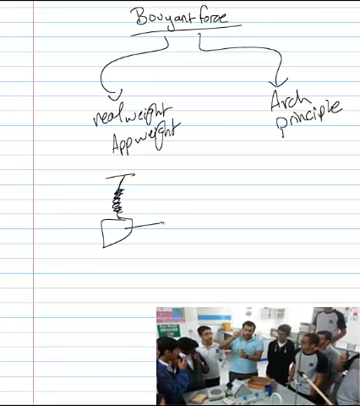 Bouyant force
real weight
App weight
Arch
principle